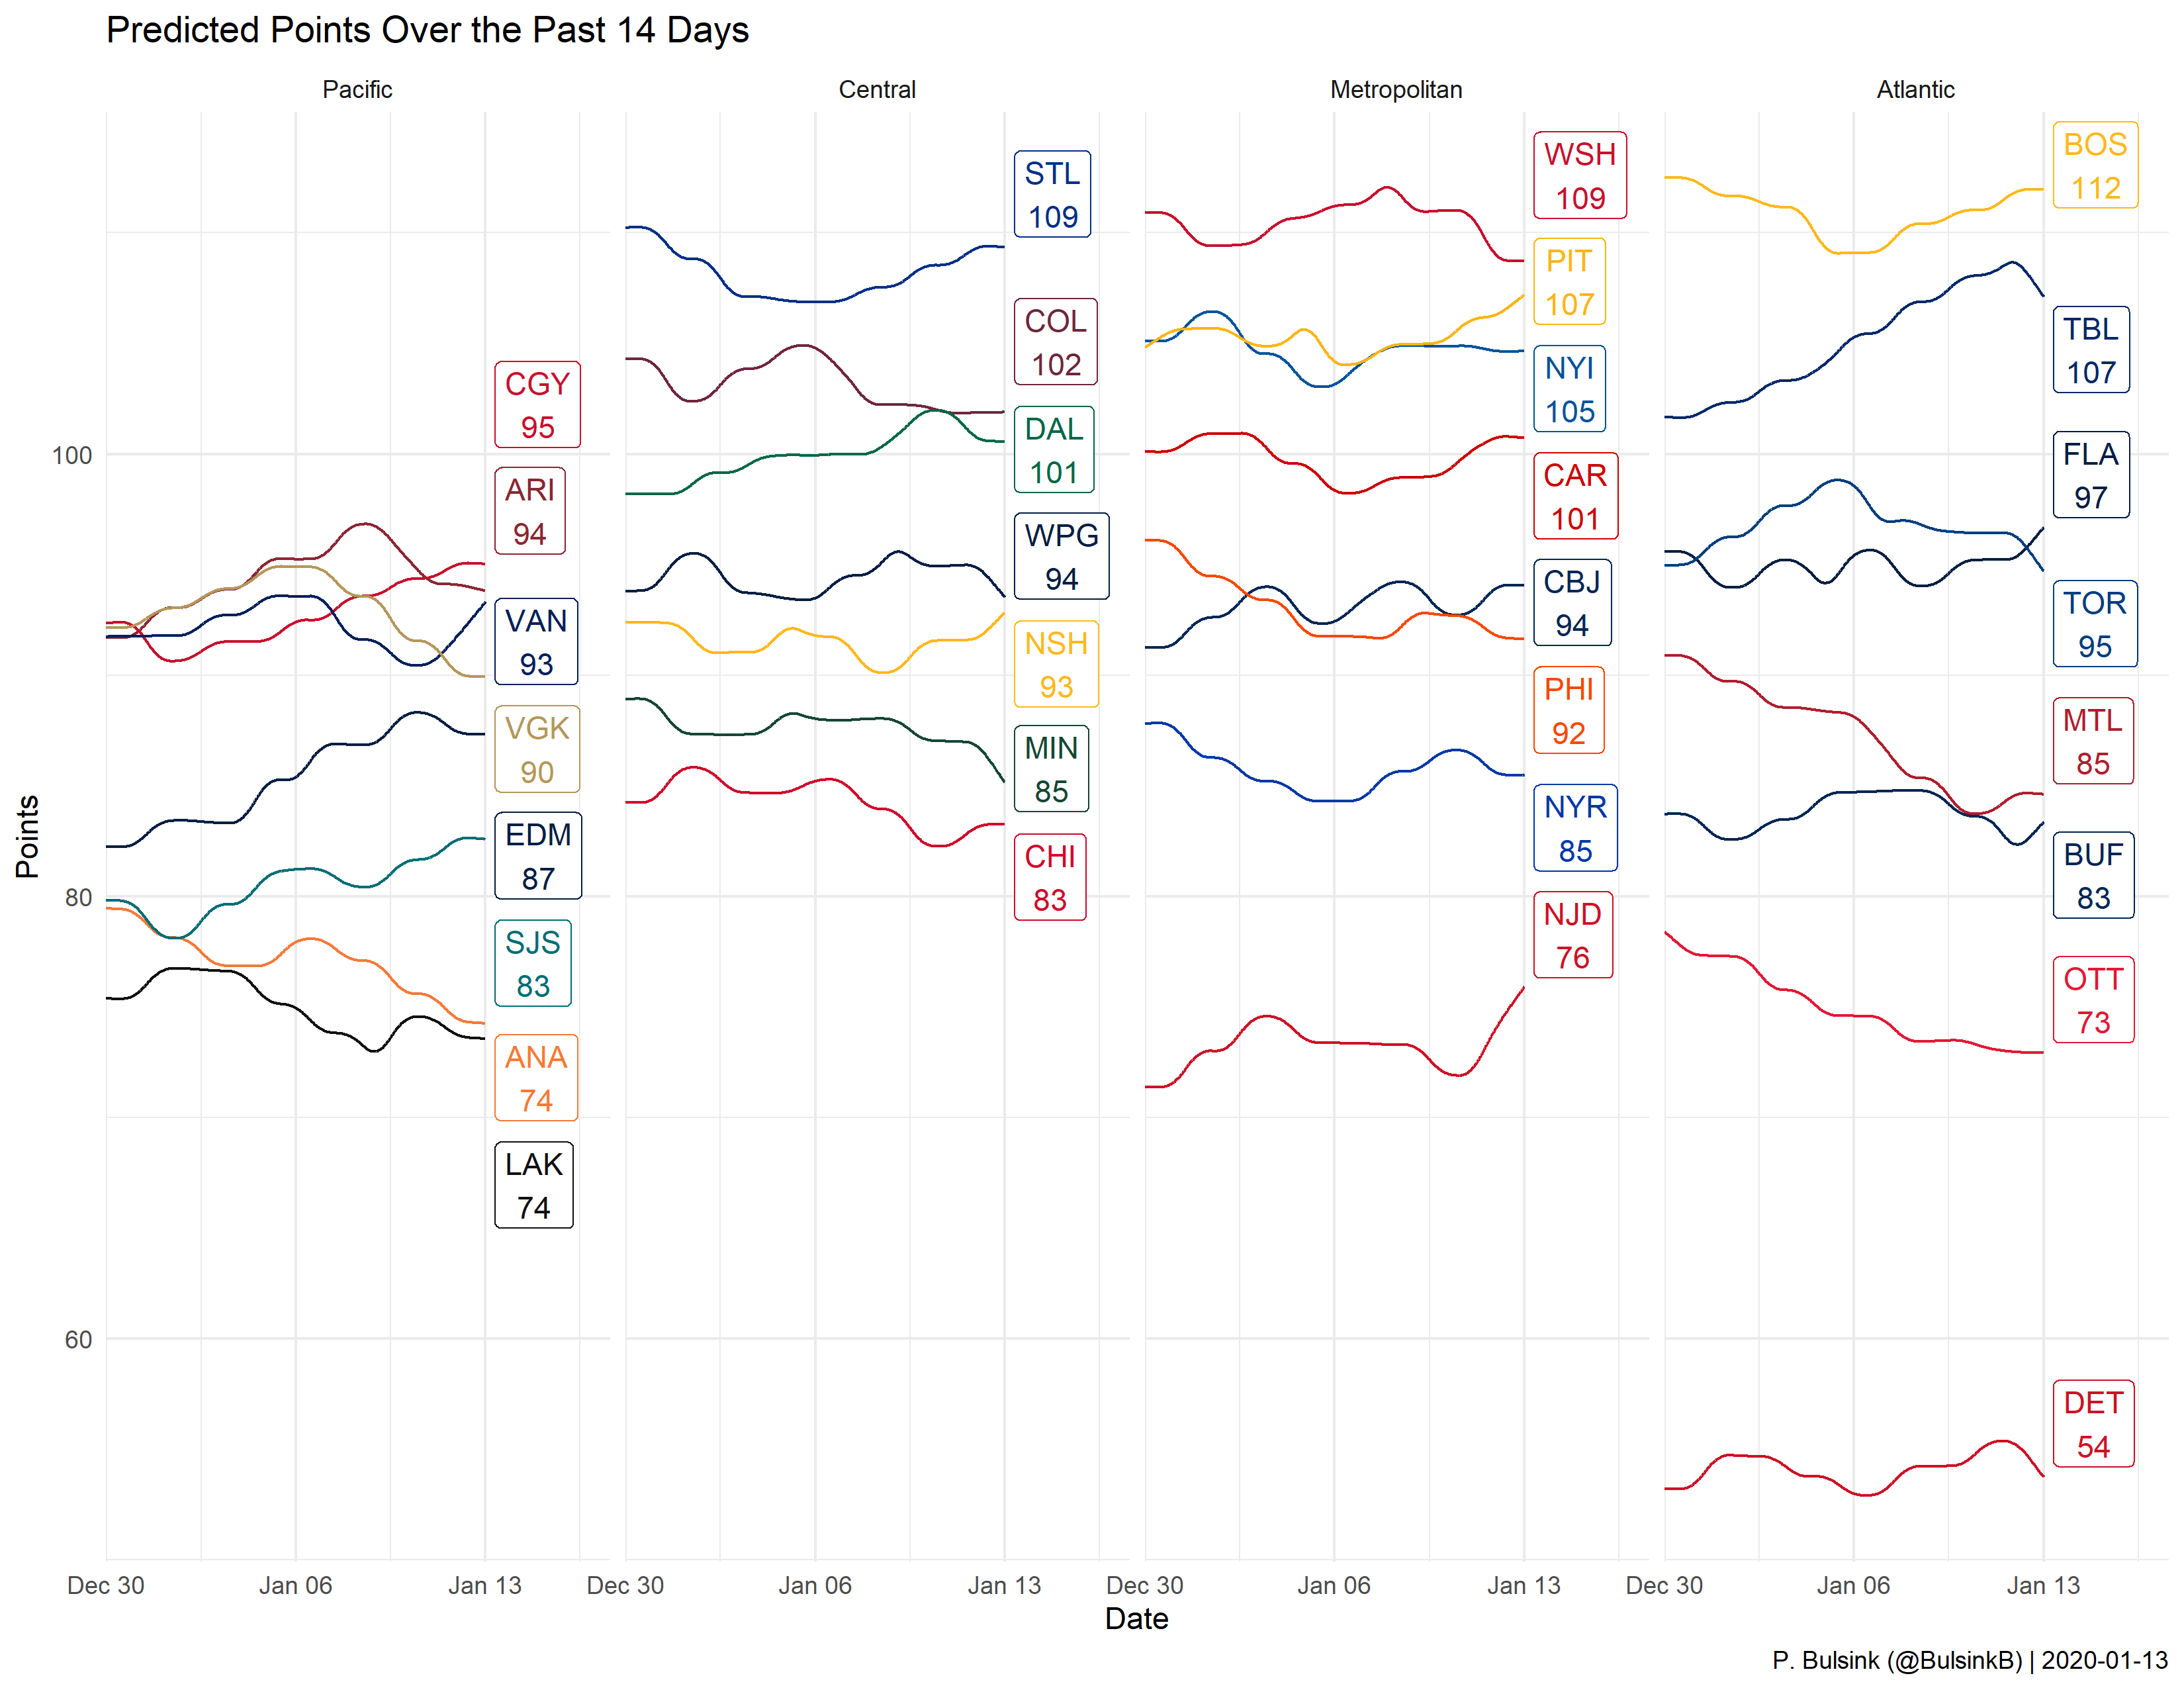 Predicted Points Over the Past 14 Days
Pacific
Central
Metropolitan
Atlantic
Points
100
80
60
CGY
95
ARI
94
VAN
93
VGK
90
EDM
87
SJS
83
ANA
74
LAK
74
STL
109
COL
102
DAL
101
WPG
94
NSH
93
MIN
85
CHI
83
WSH
109
PIT
107
NYI
105
CAR
101
CBJ
94
PHI
92
NYR
85
NJD
76
BOS
112
TBL
107
FLA
97
TOR
95
MTL
85
BUF
83
OTT
73
DET
54
Dec 30 Jan 06 Jan 13 Dec 30 Jan 06 Jan 13 Dec 30 Jan 06 Jan 13 Dec 30 Jan 06 Jan 13
Date
P. Bulsink (@BulsinkB) | 2020-01-13